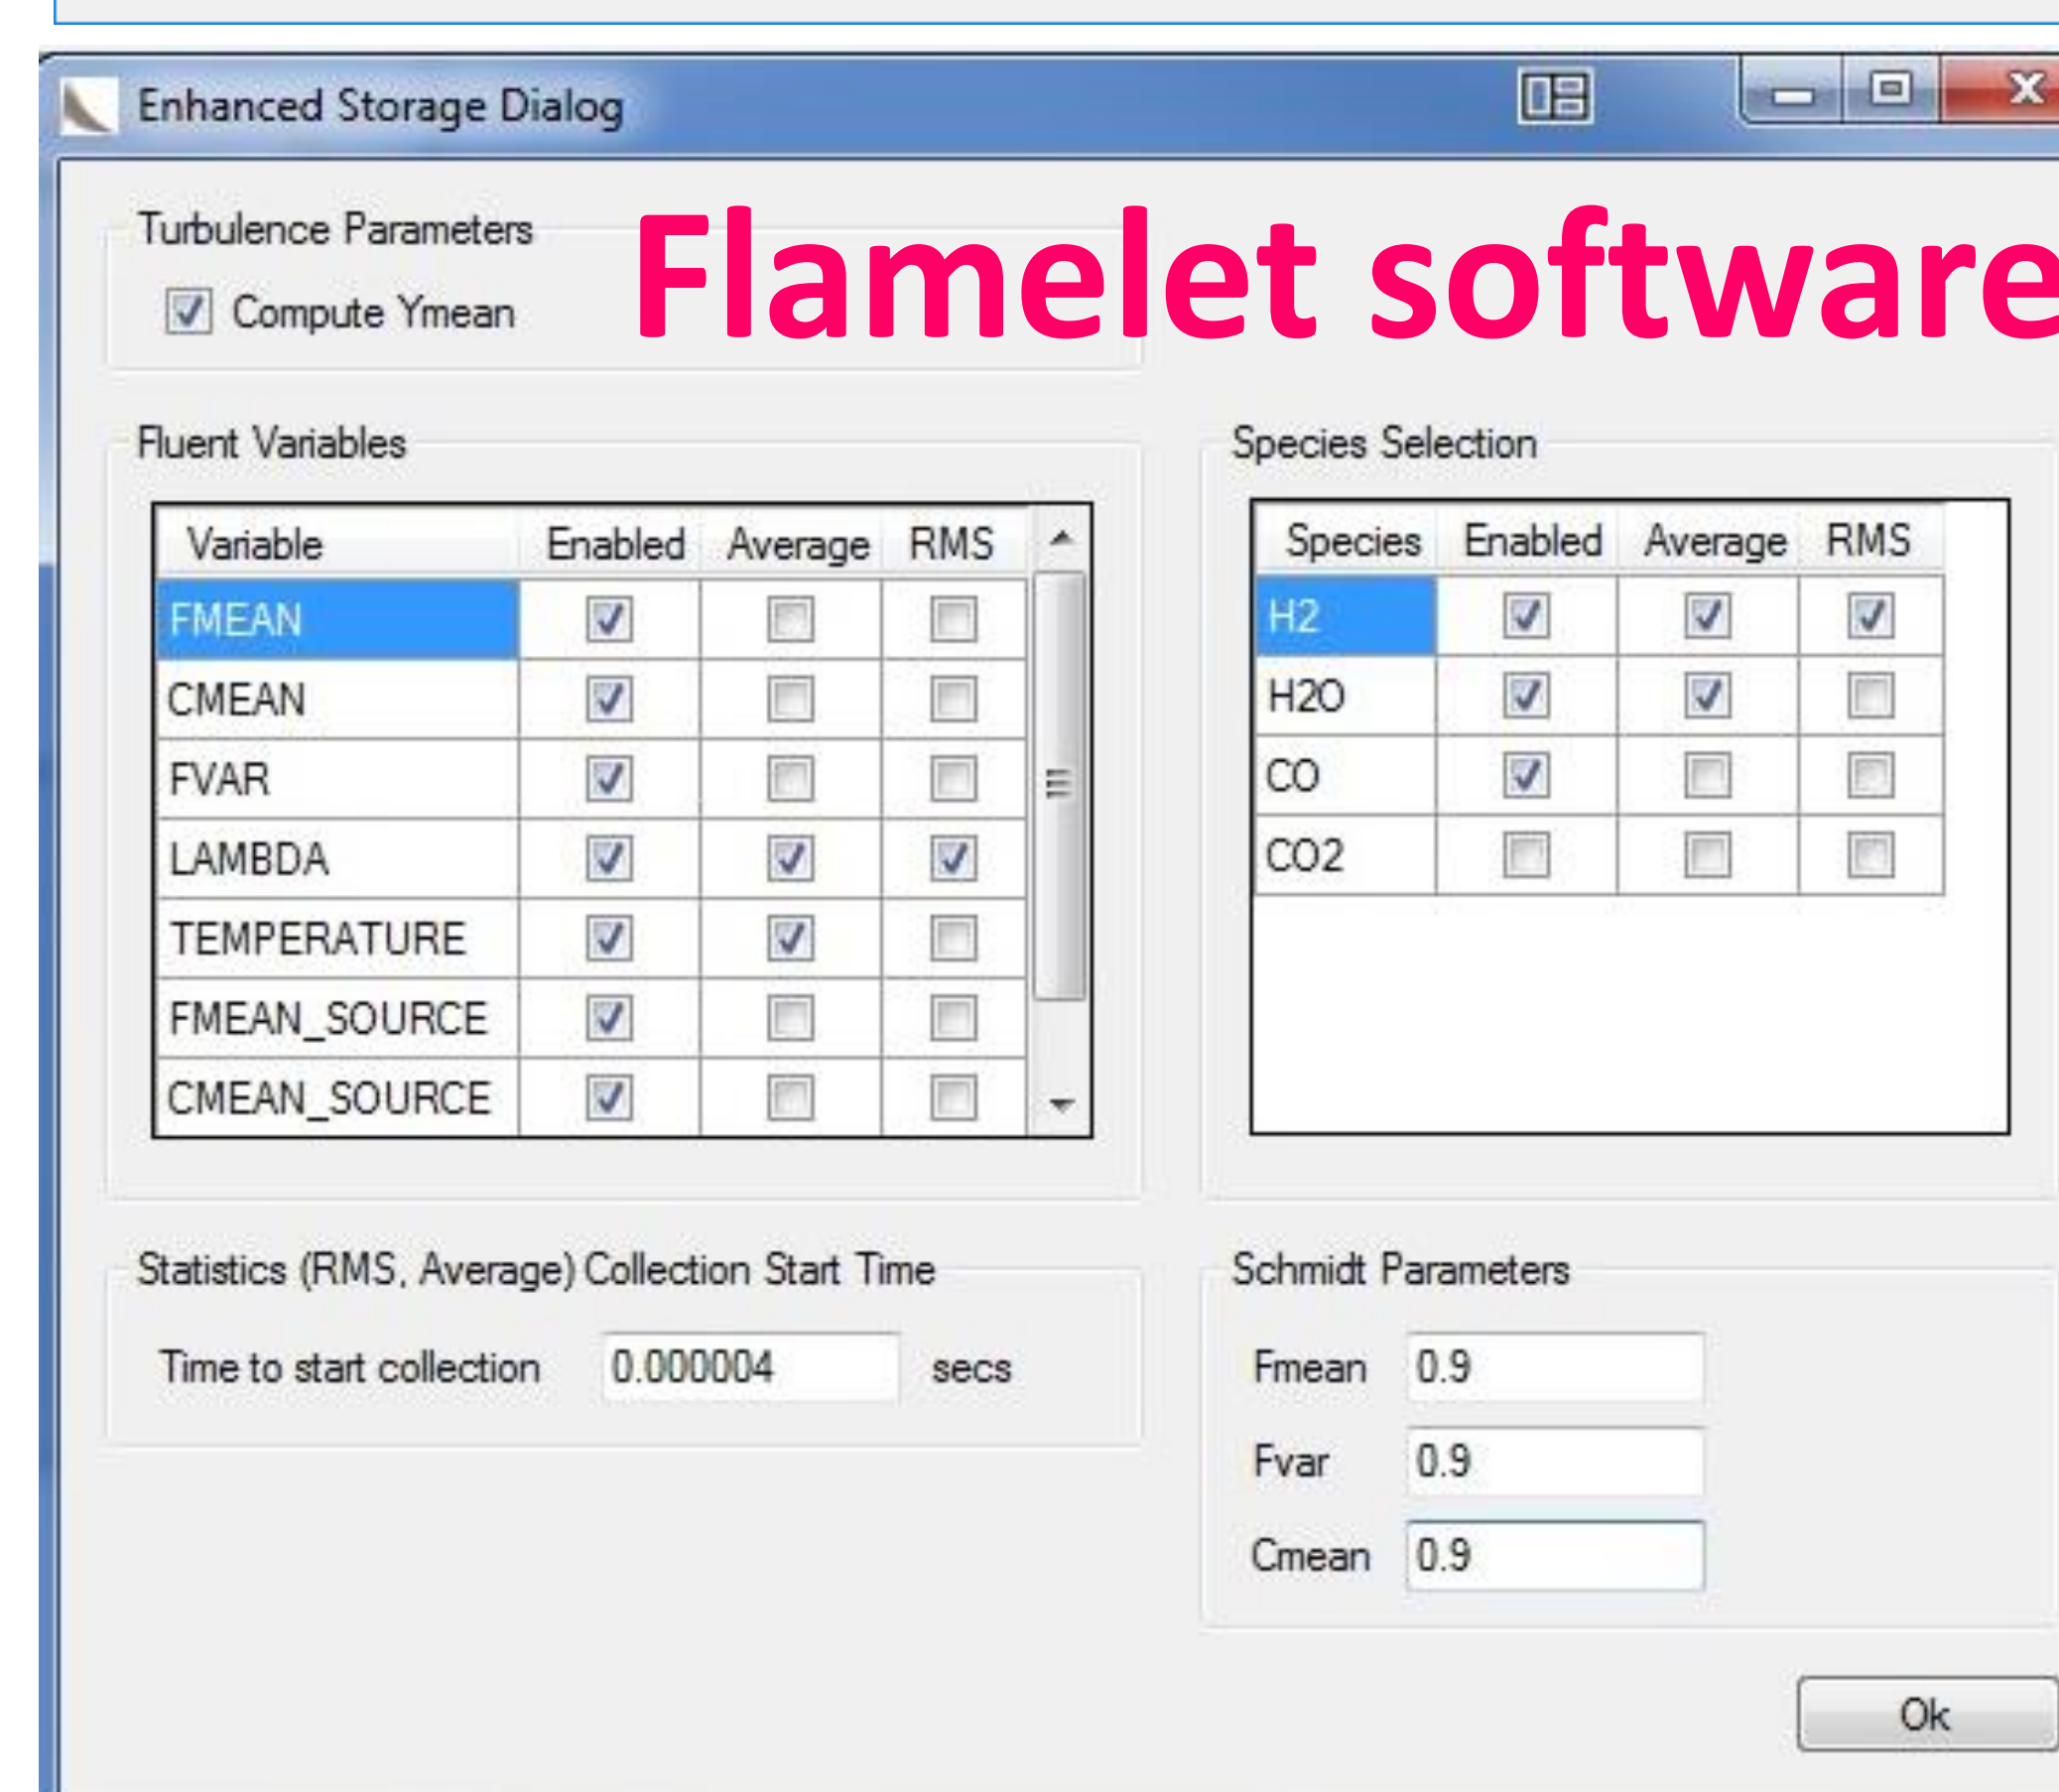 Enhanced Storage Dialog
Flamelet software
Turbulence Parameters
Compute Ymean
Fluent Variables
Variable Enabled Average RMS
FMEAN
CMEAN
FVAR
LAMBDA
TEMPERATURE
FMEAN_SOURCE
CMEAN_SOURCE
Species Selection
Species Enabled Average RMS
H2
H2O
CO
CO2
Statistics (RMS, Average) Collection Start Time
Time to start collection 0.000004 secs
Schmidt Parameters
Fmean 0.9
Fvar 0.9
Cmean 0.9
Ok